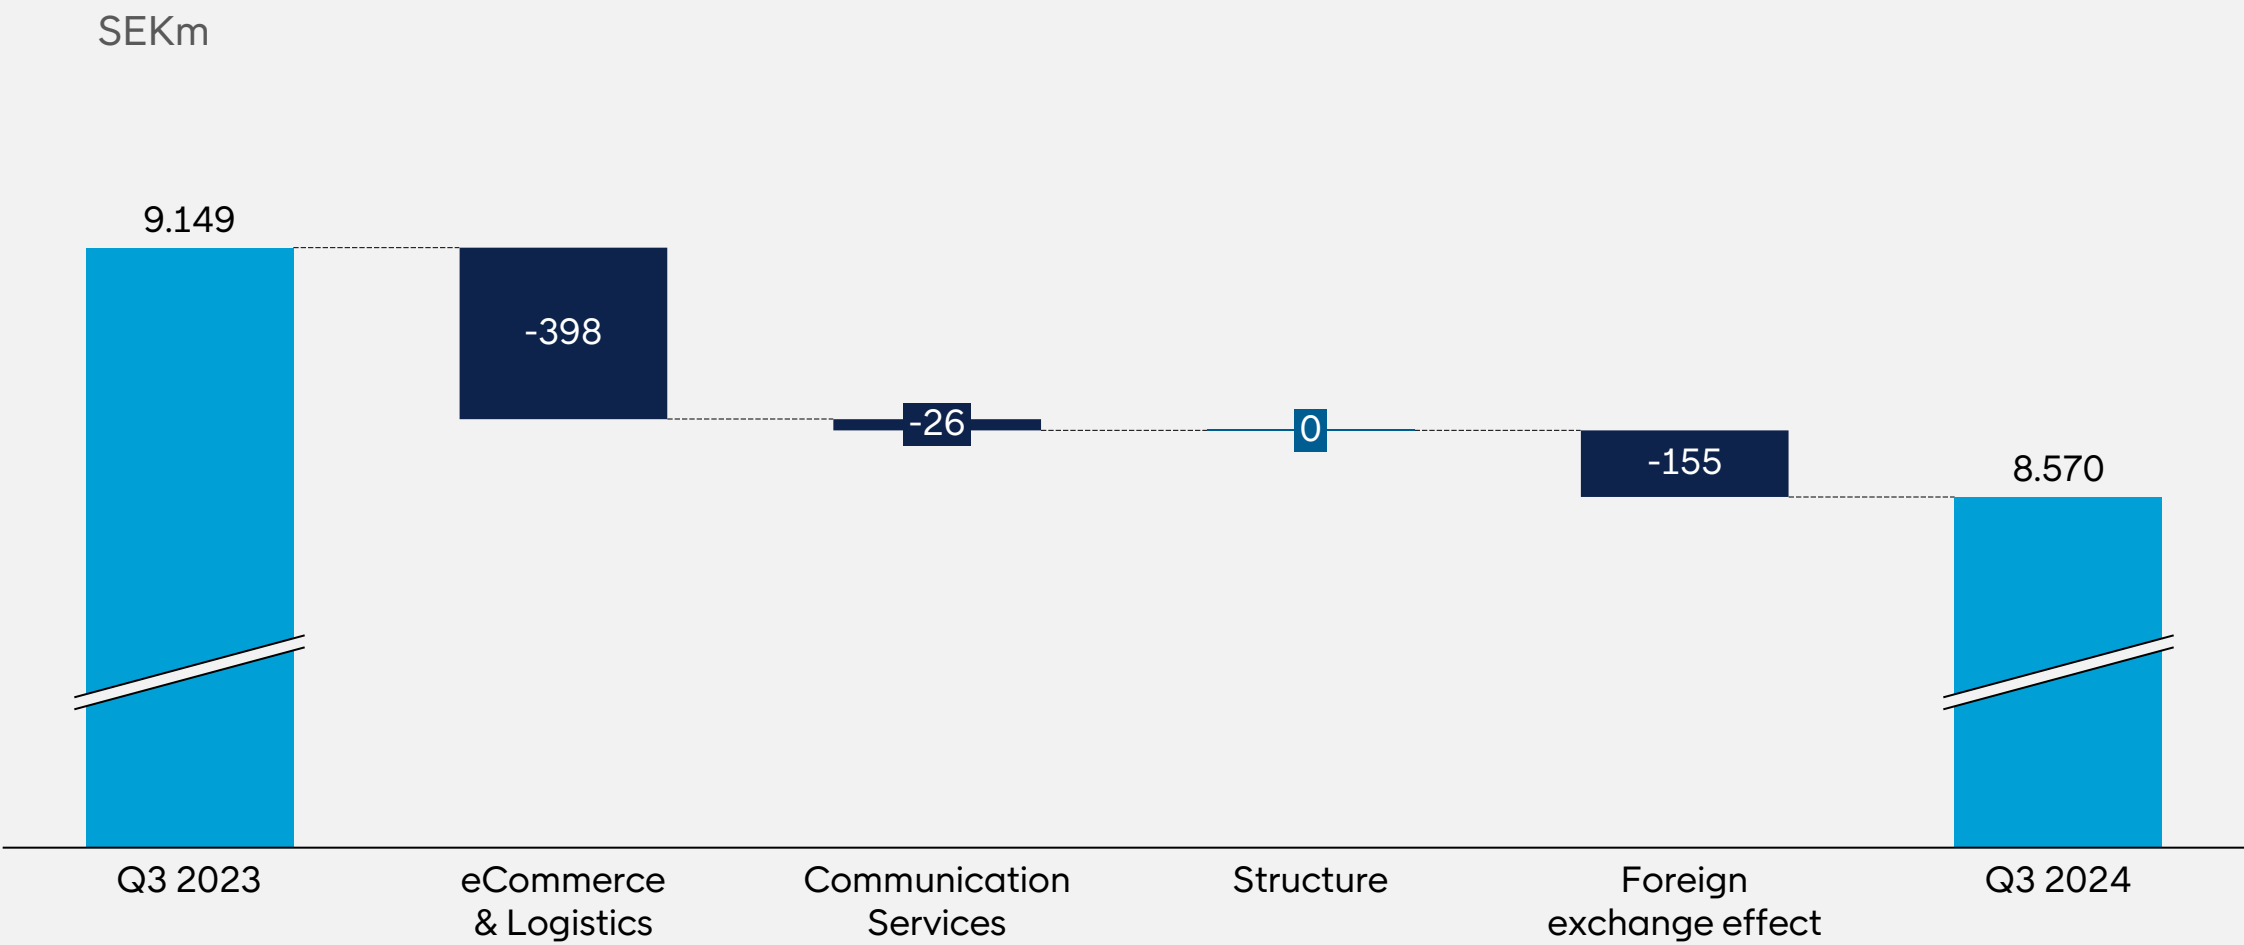 SEKm
9.149
-398
-26
0
-155
8.570
Q3 2023
eCommerce
& Logistics
Communication
Services
Structure
Foreign
exchange effect
Q3 2024